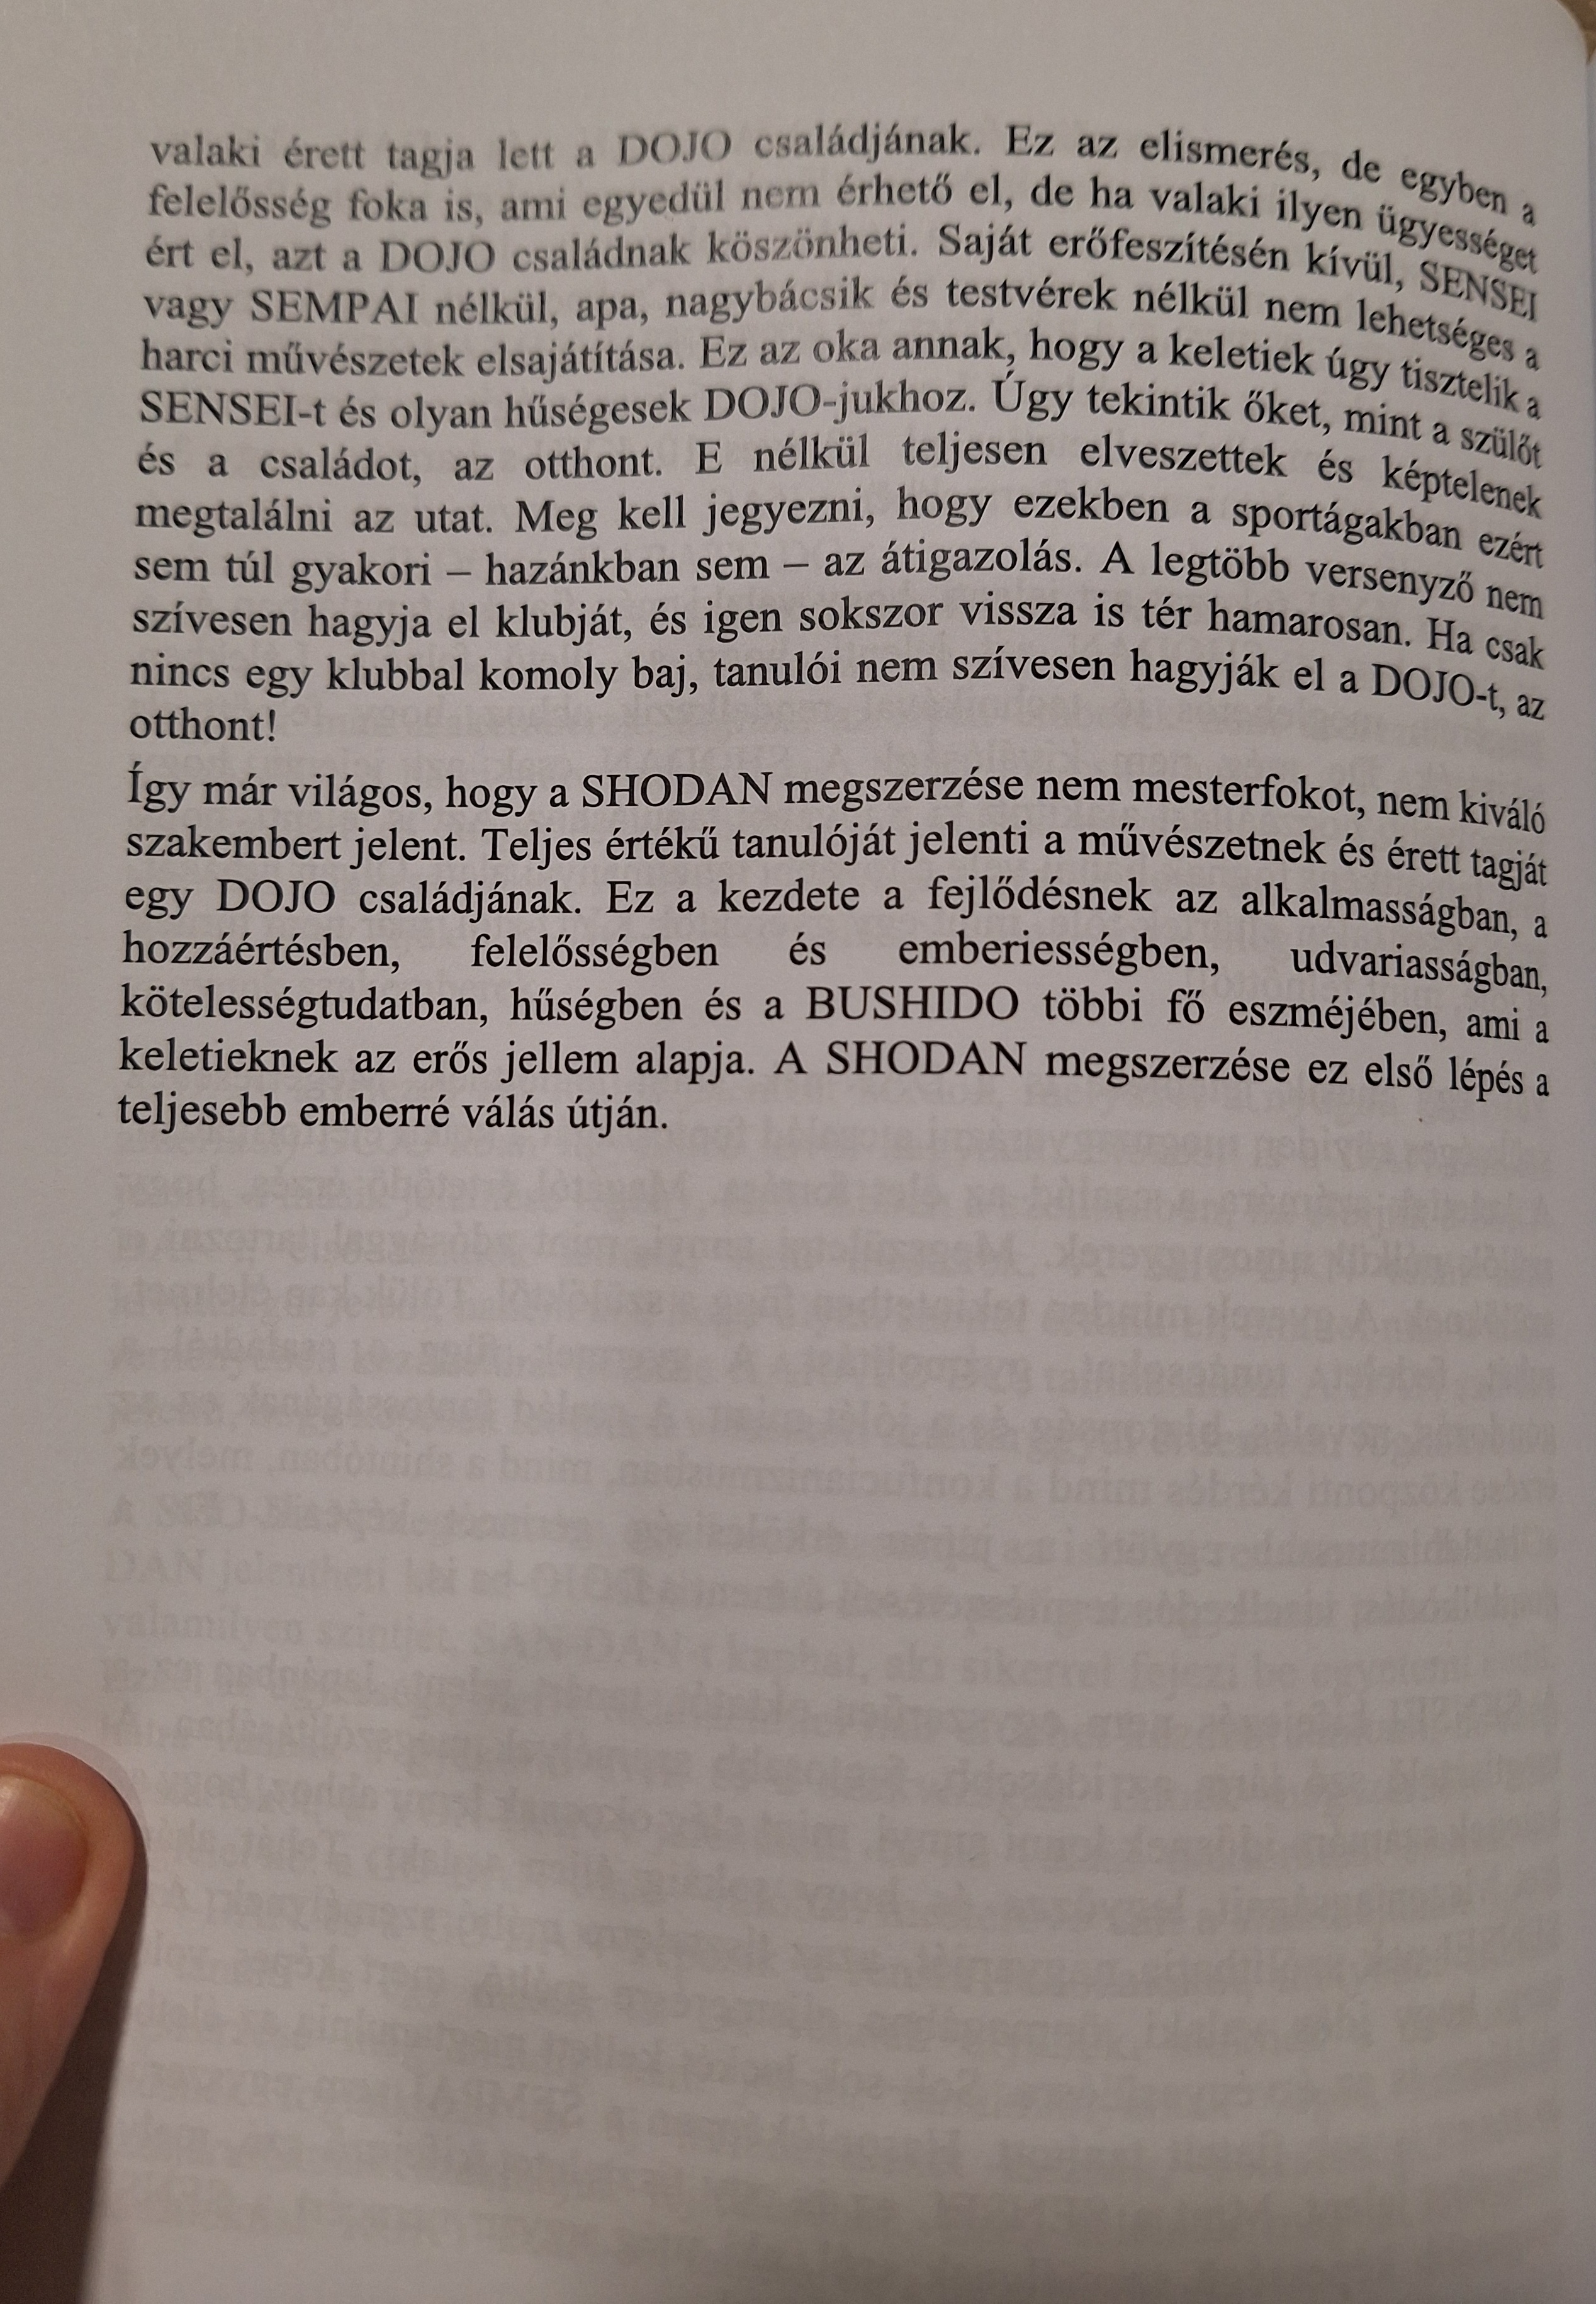 valaki érett tagja lett a DOJO családjának. Ez az elismerés, de egyben a
felelősség foka is, ami egyedül nem érhető el, de ha valaki ilyen ügyességet
ért el, azt a DOJO családnak köszönheti. Saját erőfeszítésén kívül, SENSEI
vagy SEMPAI nélkül, apa, nagybácsik és testvérek nélkül nem lehetséges a
harci művészetek elsajátítása. Ez az oka annak, hogy a keletiek úgy tisztelik a
SENSEI-t és olyan hűségesek DOJO-jukhoz. Úgy tekintik őket, mint a szülőt
és a családot, az otthont. E nélkül teljesen elveszettek és képtelenek
megtalálni az utat. Meg kell jegyezni, hogy ezekben a sportágakban ezért
sem túl gyakori – hazánkban sem – az átigazolás. A legtöbb versenyző nem
szívesen hagyja el klubját, és igen sokszor vissza is tér hamarosan. Ha csak
nincs egy klubbal komoly baj, tanulói nem szívesen hagyják el a DOJO-t, az
otthont!
Így már világos, hogy a SHODAN megszerzése nem mesterfokot, nem kiváló
szakembert jelent. Teljes értékű tanulóját jelenti a művészetnek és érett tagját
egy DOJO családjának. Ez a kezdete a fejlődésnek az alkalmasságban, a
hozzáértésben, felelősségben és emberiességben, udvariasságban,
kötelességtudatban, hűségben és a BUSHIDO többi fő eszméjében, ami a
keletieknek az erős jellem alapja. A SHODAN megszerzése ez első lépés a
teljesebb emberré válás útján.